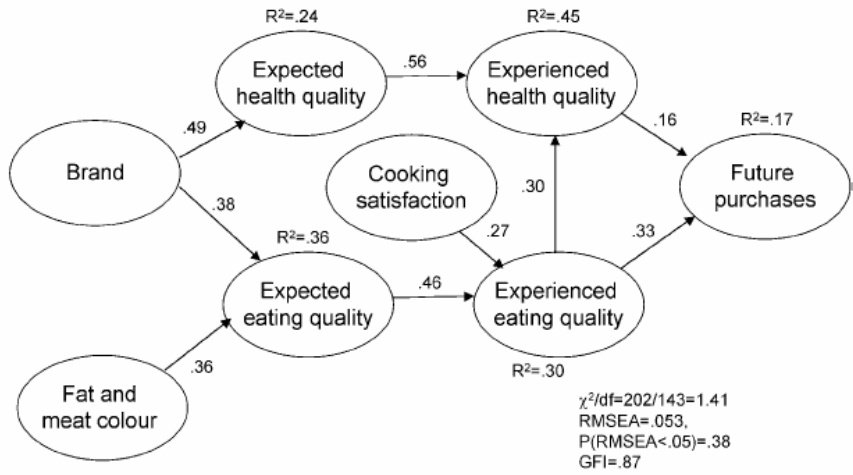 R²=.24
R²=.45
Expected
health quality
.56
Experienced
health quality
.49
.16
R²=.17
Brand
Cooking
satisfaction
.30
Future
purchases
.38
R²=.36
.27
.33
Expected
eating quality
.46
Experienced
eating quality
.36
R²=.30
Fat and
meat colour
χ²/df=202/143=1.41
RMSEA=.053,
P(RMSEA<.05)=.38
GFI=.87